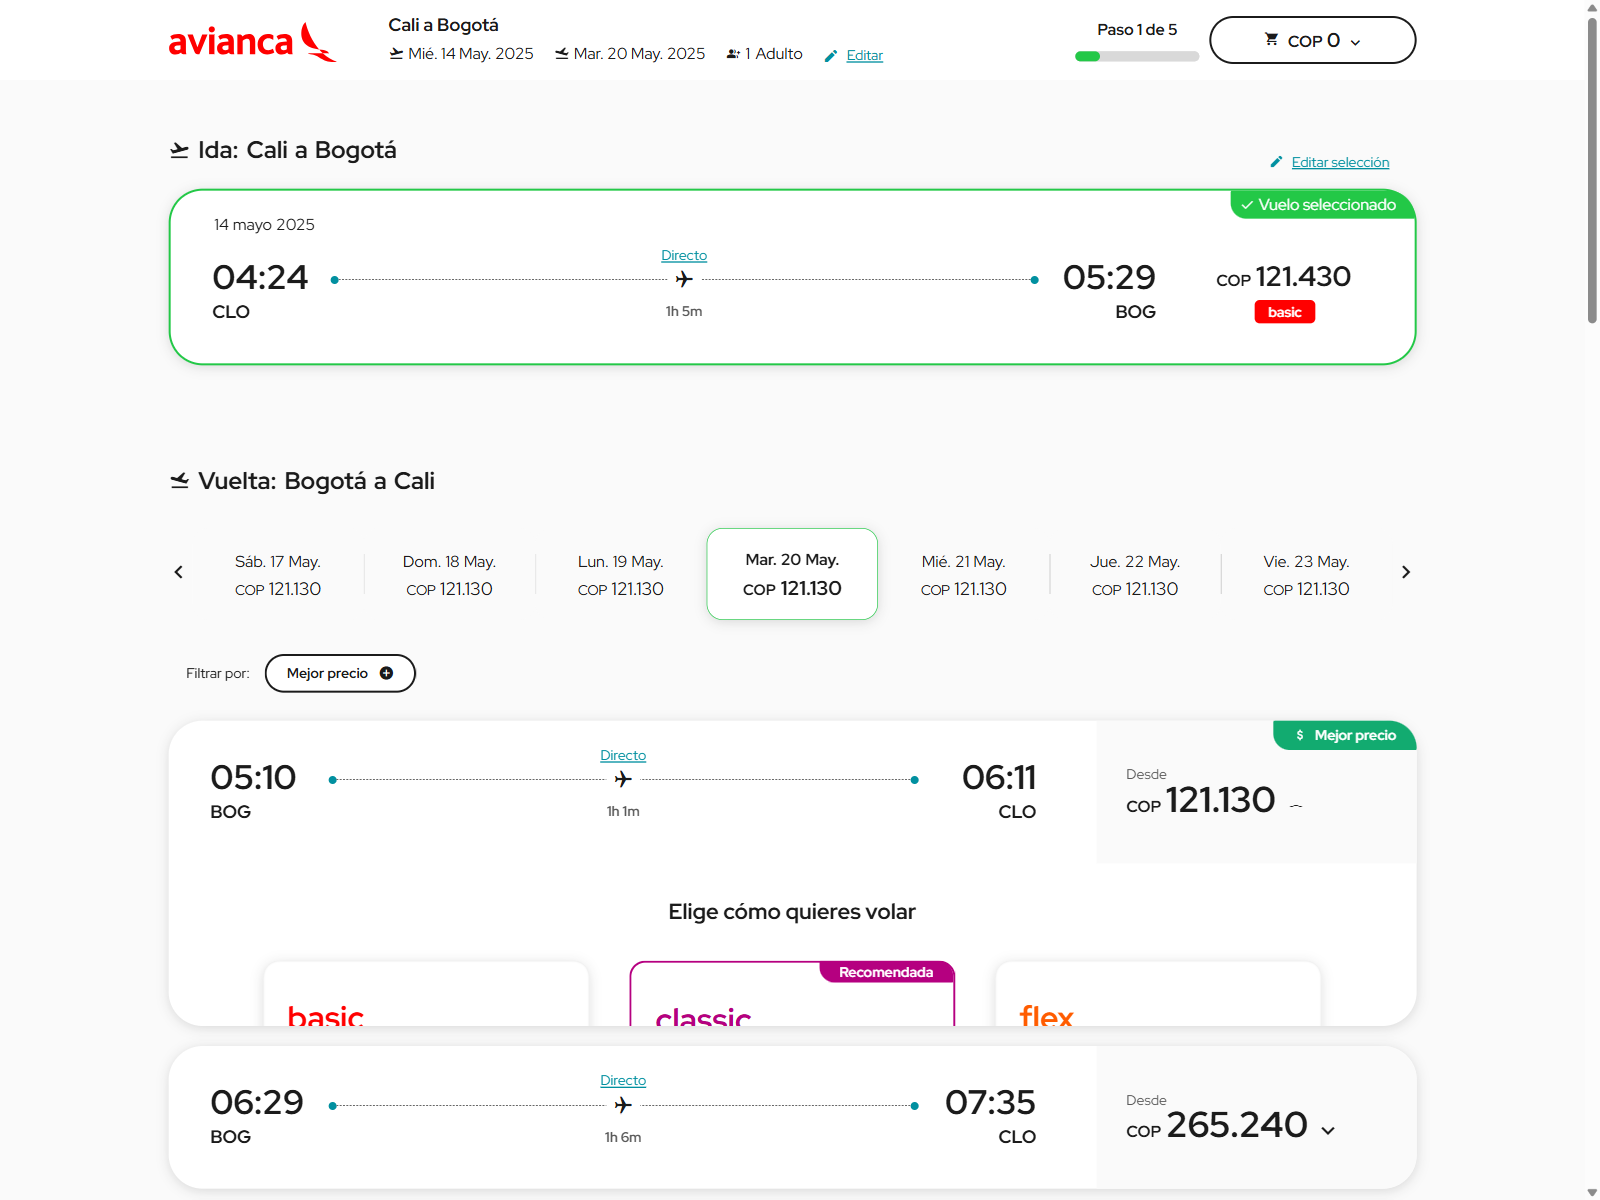 avianca
Cali a Bogotá
Mié. 14 May. 2025 Mar. 20 May. 2025 1 Adulto Editar
Paso 1 de 5
COP 0
Ida: Cali a Bogotá
Editar selección
Vuelo seleccionado
14 mayo 2025
Directo
04:24
05:29
COP 121.430
CLO
1h 5m
BOG
basic
Vuelta: Bogotá a Cali
Sáb. 17 May.
COP 121.130
Dom. 18 May.
COP 121.130
Lun. 19 May.
COP 121.130
Mar. 20 May.
COP 121.130
Mié. 21 May.
COP 121.130
Jue. 22 May.
COP 121.130
Vie. 23 May.
COP 121.130
Filtrar por:
Mejor precio
$ Mejor precio
Directo
05:10
06:11
BOG
1h 1m
CLO
Desde
COP 121.130
Elige cómo quieres volar
basic
Recomendada
classic
flex
Directo
06:29
07:35
BOG
1h 6m
CLO
Desde
COP 265.240